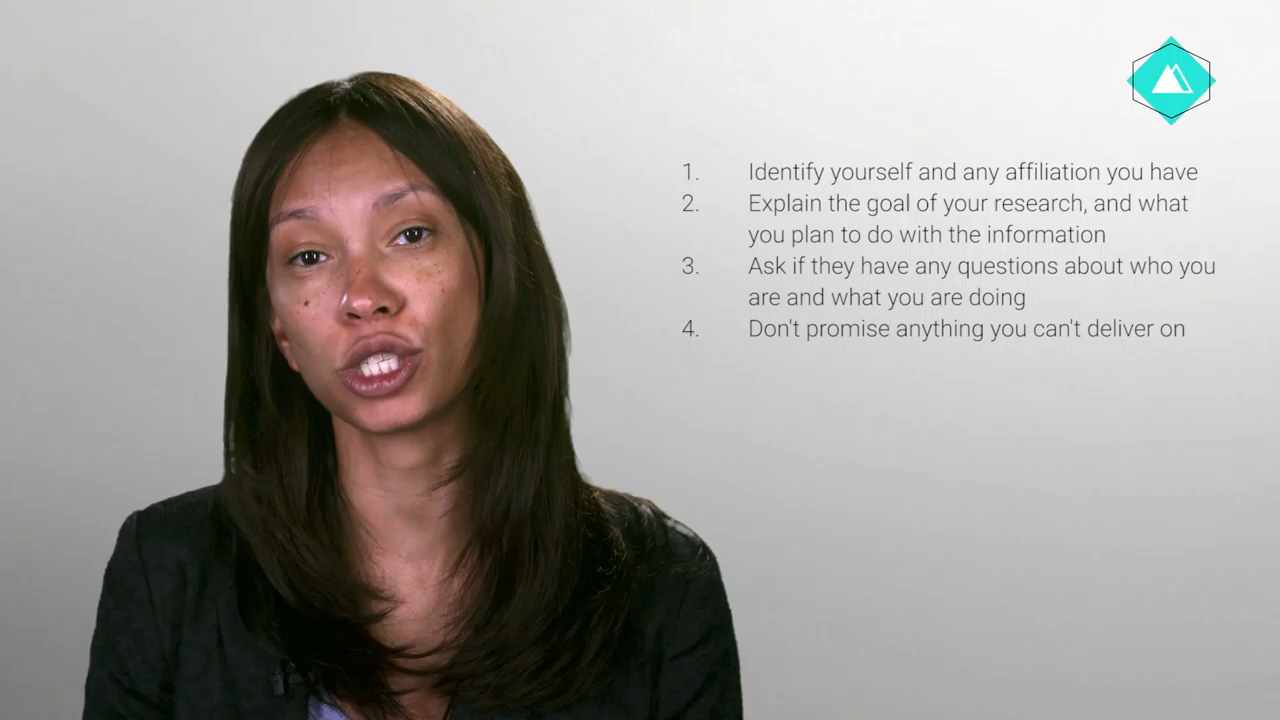 1. Identify yourself and any affiliation you have
2. Explain the goal of your research, and what
you plan to do with the information
3. Ask if they have any questions about who you
are and what you are doing
4. Don't promise anything you can't deliver on